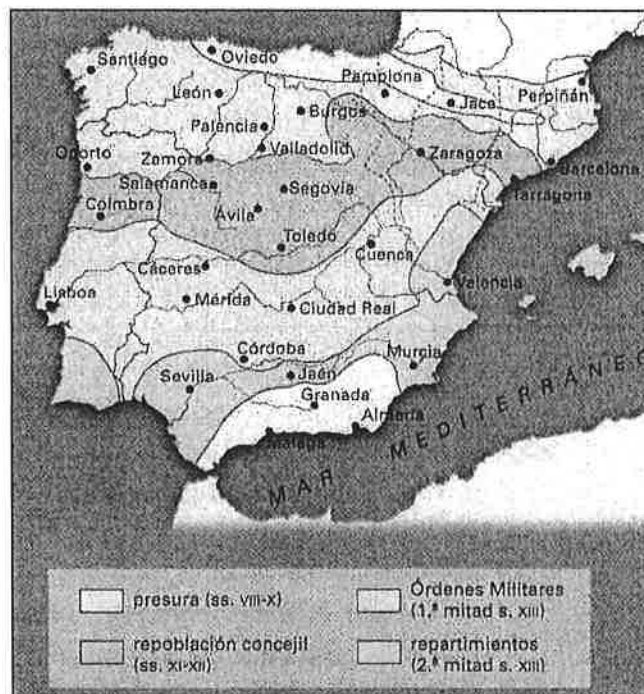 Santiago
Oviedo
León
Pamplona
Perpiñán
Jaca
Burgos
Palencia
Oporto
Zamora
Valladolid
Zaragoza
Barcelona
Salamanca
Segovia
Tarragona
Coimbra
Ávila
Toledo
Cuenca
Cáceres
Lisboa
Valencia
Mérida
Ciudad Real
Córdoba
Murcia
Sevilla
Jaén
Granada
Almería
Málaga
MAR MEDITERRÁNEO
presura (ss. VIII-X)
repoblación concejil
(ss. XI-XII)
Órdenes Militares
(1.ª mitad s. XIII)
repartimientos
(2.ª mitad s. XIII)